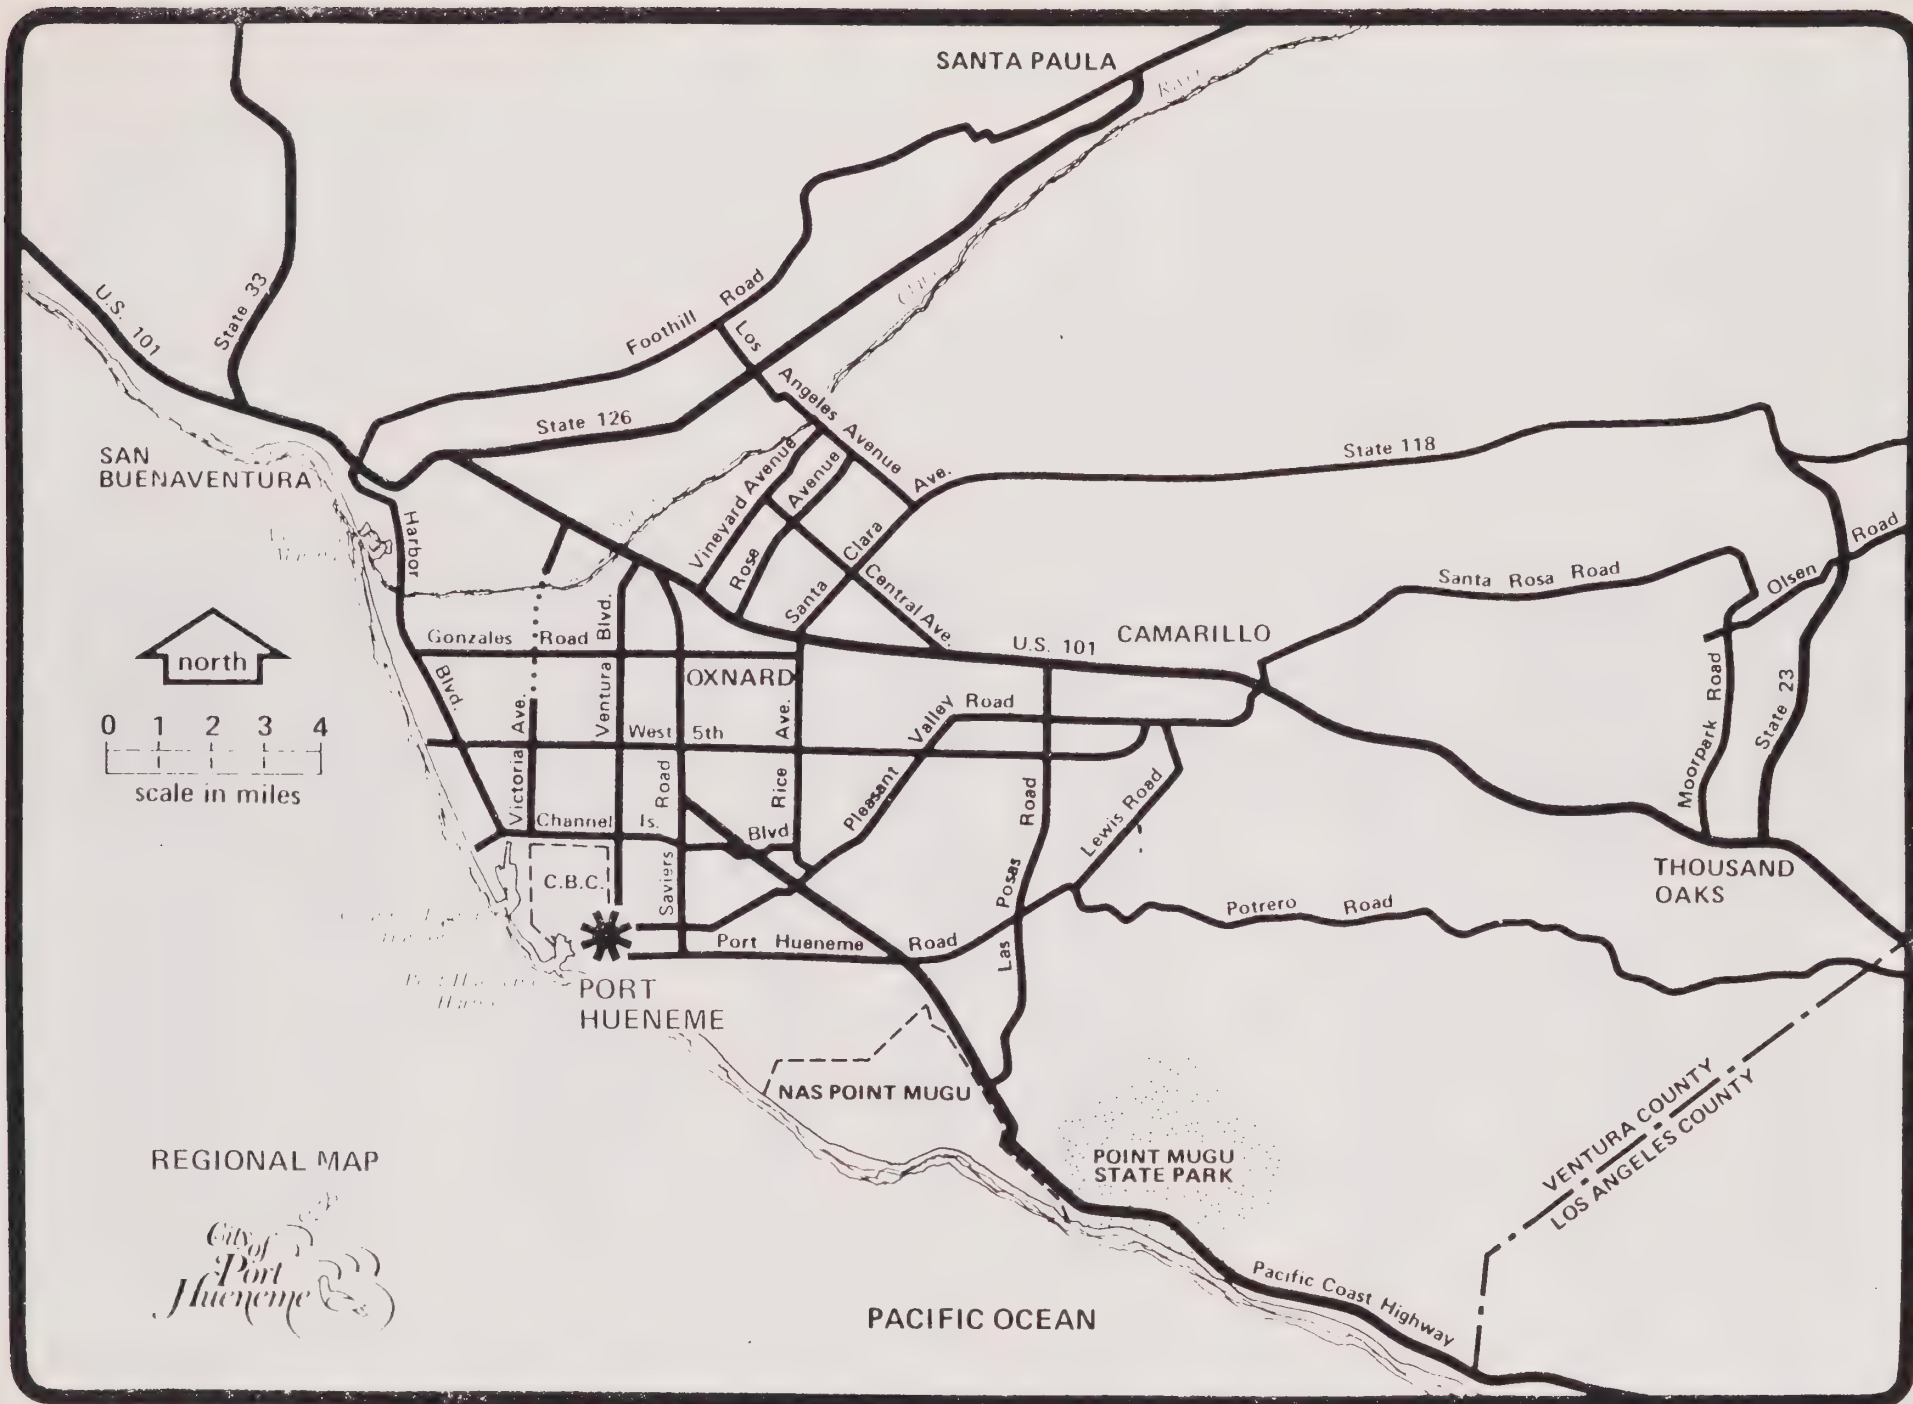 SANTA PAULA
U.S. 101
State 33
Foothill Road
Los Angeles Avenue
State 126
SAN
BUENAVENTURA
Vineyard Avenue
Rose Avenue
Santa Clara Ave.
Central Ave.
State 118
Santa Rosa Road
Olsen Road
Moorpark Road
State 23
Harbor Blvd.
north
0 1 2 3 4
scale in miles
Gonzales Road
Ventura Blvd.
OXNARD
U.S. 101
CAMARILLO
Victoria Ave.
West 5th
Rice Ave.
Pleasant Valley Road
Saviers Road
Channel Is. Blvd
Las Posas Road
Lewis Road
THOUSAND
OAKS
C.B.C.
Potrero Road
Port Hueneme Road
PORT
HUENEME
NAS POINT MUGU
POINT MUGU
STATE PARK
VENTURA COUNTY
LOS ANGELES COUNTY
Pacific Coast Highway
PACIFIC OCEAN
REGIONAL MAP
City of
Port
Hueneme